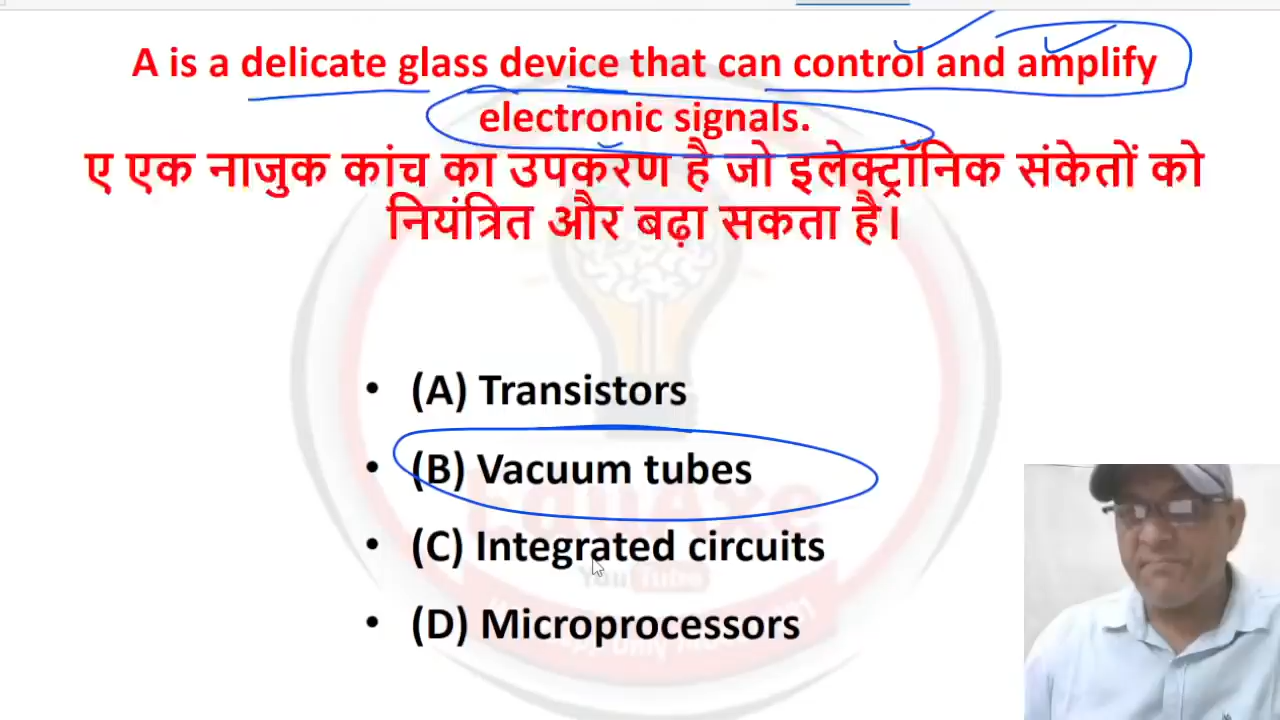 A is a delicate glass device that can control and amplify
electronic signals.
ए एक नाजुक कांच का उपकरण है जो इलेक्ट्रॉनिक संकेतों को
नियंत्रित और बढ़ा सकता है।
• (A) Transistors
• (B) Vacuum tubes
• (C) Integrated circuits
• (D) Microprocessors